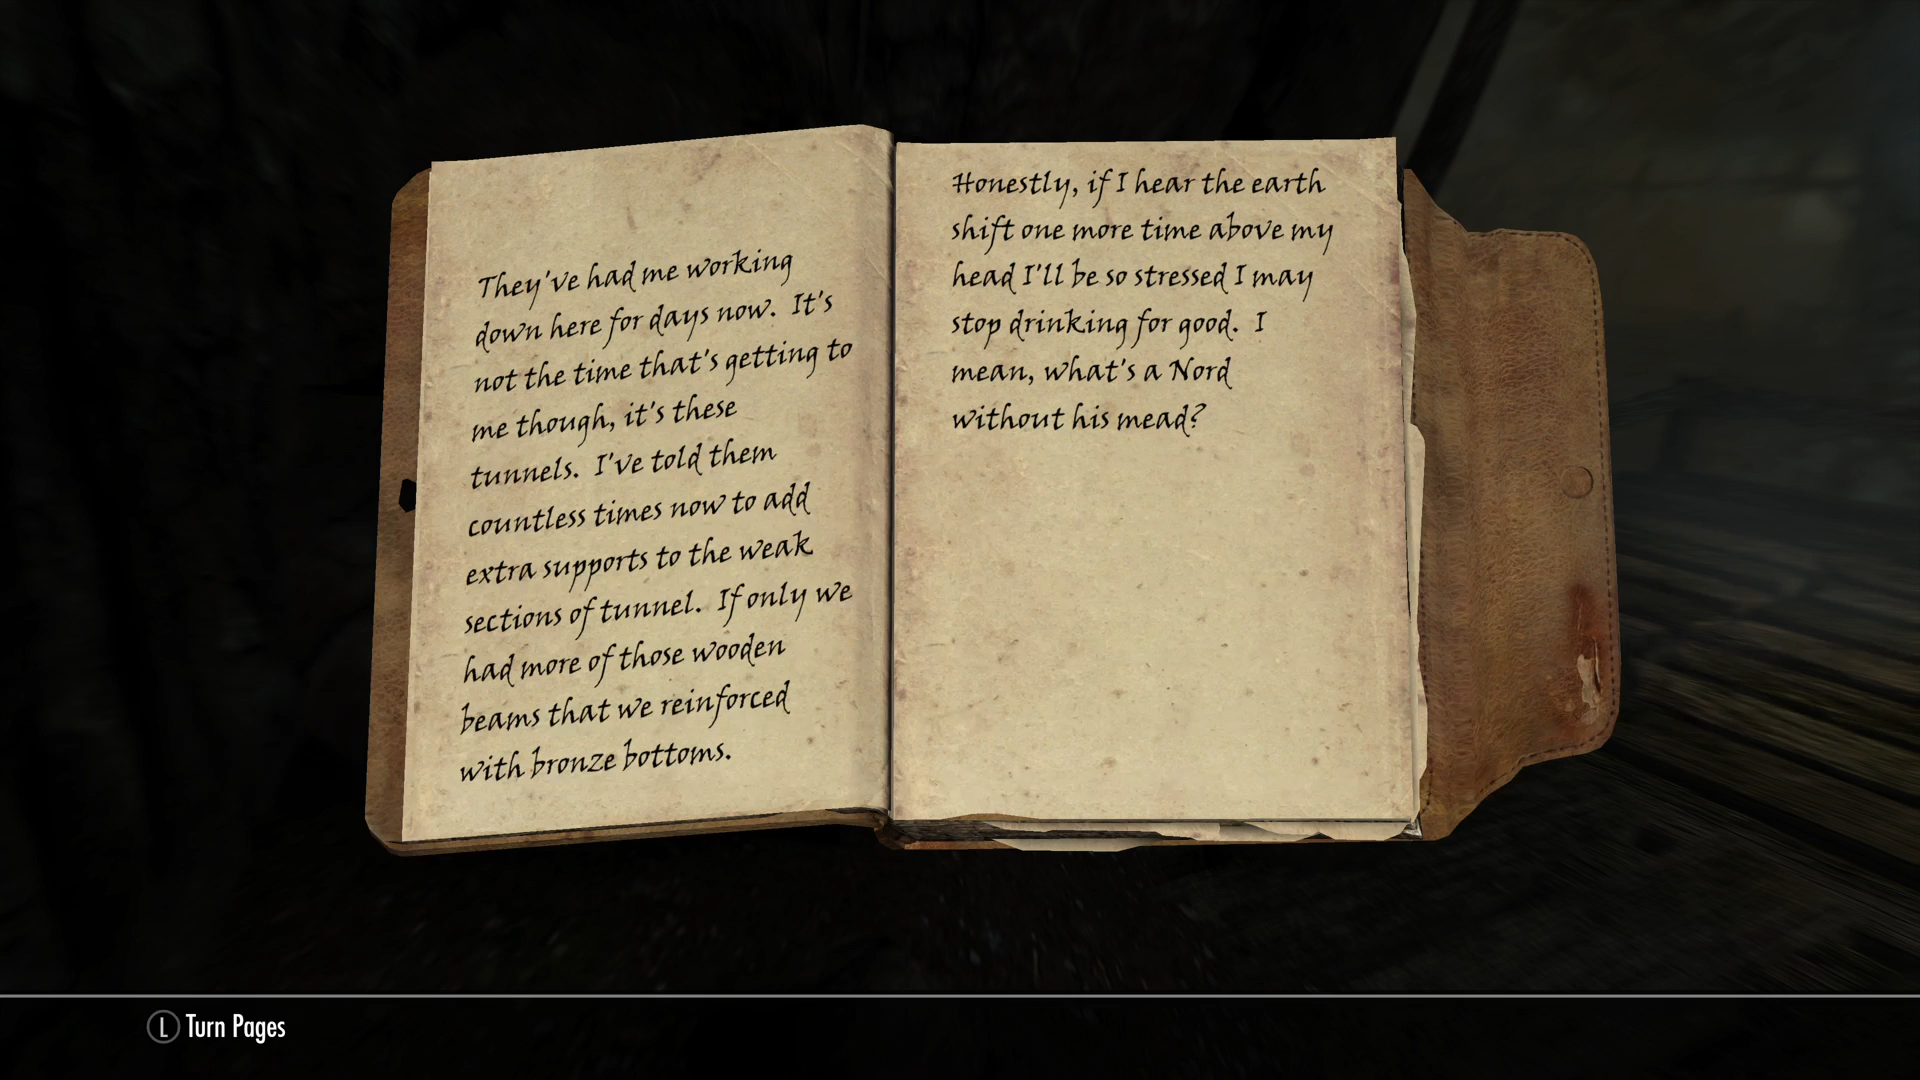 They've had me working
down here for days now. It's
not the time that's getting to
me though, it's these
tunnels. I've told them
countless times now to add
extra supports to the weak
sections of tunnel. If only we
had more of those wooden
beams that we reinforced
with bronze bottoms.
Honestly, if I hear the earth
shift one more time above my
head I'll be so stressed I may
stop drinking for good. I
mean, what's a Nord
without his mead?
L Turn Pages